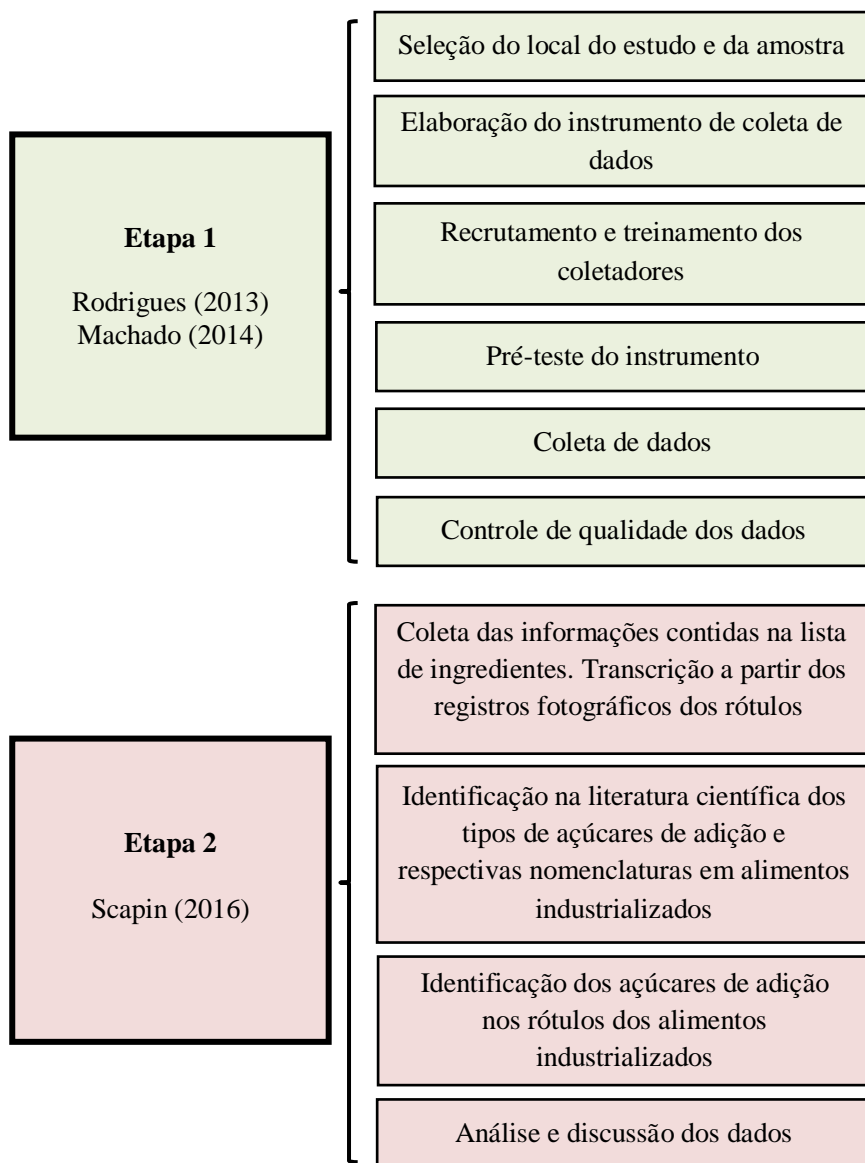 Etapa 1
Rodrigues (2013)
Machado (2014)
Seleção do local do estudo e da amostra
Elaboração do instrumento de coleta de
dados
Recrutamento e treinamento dos
coletadores
Pré-teste do instrumento
Coleta de dados
Controle de qualidade dos dados
Etapa 2
Scapin (2016)
Coleta das informações contidas na lista
de ingredientes. Transcrição a partir dos
registros fotográficos dos rótulos
Identificação na literatura científica dos
tipos de açúcares de adição e
respectivas nomenclaturas em alimentos
industrializados
Identificação dos açúcares de adição
nos rótulos dos alimentos
industrializados
Análise e discussão dos dados